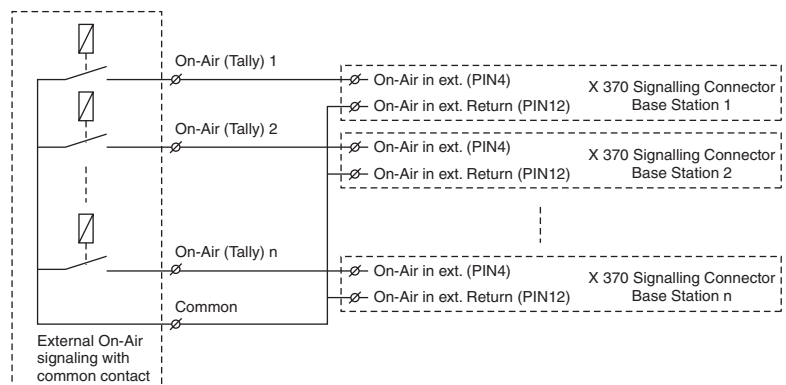 On-Air (Tally) 1
On-Air in ext. (PIN4)
On-Air in ext. Return (PIN12)
X 370 Signalling Connector
Base Station 1
On-Air (Tally) 2
On-Air in ext. (PIN4)
On-Air in ext. Return (PIN12)
X 370 Signalling Connector
Base Station 2
On-Air (Tally) n
On-Air in ext. (PIN4)
On-Air in ext. Return (PIN12)
X 370 Signalling Connector
Base Station n
Common
External On-Air
signaling with
common contact